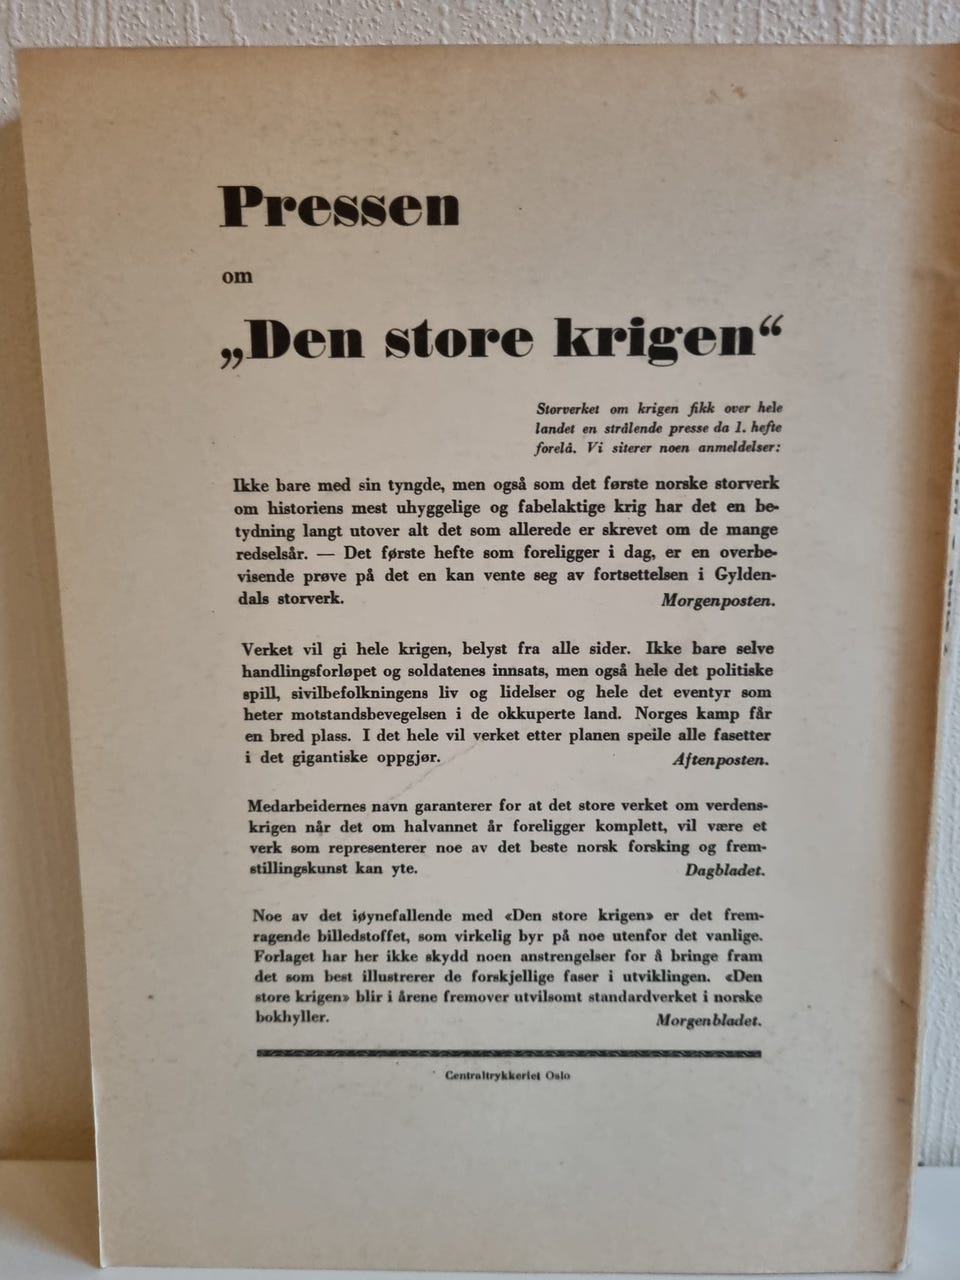 Pressen
om
„Den store krigen“
Storverket om krigen fikk over hele
landet en strålende presse da 1. hefte
forelå. Vi siterer noen anmeldelser:
Ikke bare med sin tyngde, men også som det første norske storverk
om historiens mest uhyggelige og fabelaktige krig har det en be-
tydning langt utover alt det som allerede er skrevet om de mange
redselsår. — Det første hefte som foreligger i dag, er en overbe-
visende prøve på det en kan vente seg av fortsettelsen i Gylden-
dals storverk. Morgenposten.
Verket vil gi hele krigen, belyst fra alle sider. Ikke bare selve
handlingsforløpet og soldatenes innsats, men også hele det politiske
spill, sivilbefolkningens liv og lidelser og hele det eventyr som
heter motstandsbevegelsen i de okkuperte land. Norges kamp får
en bred plass. I det hele vil verket etter planen speile alle fasetter
i det gigantiske oppgjør. Aftenposten.
Medarbeidernes navn garanterer for at det store verket om verdens-
krigen når det om halvannet år foreligger komplett, vil være et
verk som representerer noe av det beste norsk forsking og frem-
stillingskunst kan yte. Dagbladet.
Noe av det iøynefallende med «Den store krigen» er det frem-
ragende billedstoffet, som virkelig byr på noe utenfor det vanlige.
Forlaget har her ikke skydd noen anstrengelser for å bringe fram
det som best illustrerer de forskjellige faser i utviklingen. «Den
store krigen» blir i årene fremover utvilsomt standardverket i norske
bokhyller. Morgenbladet.
Centraltrykkeriet Oslo